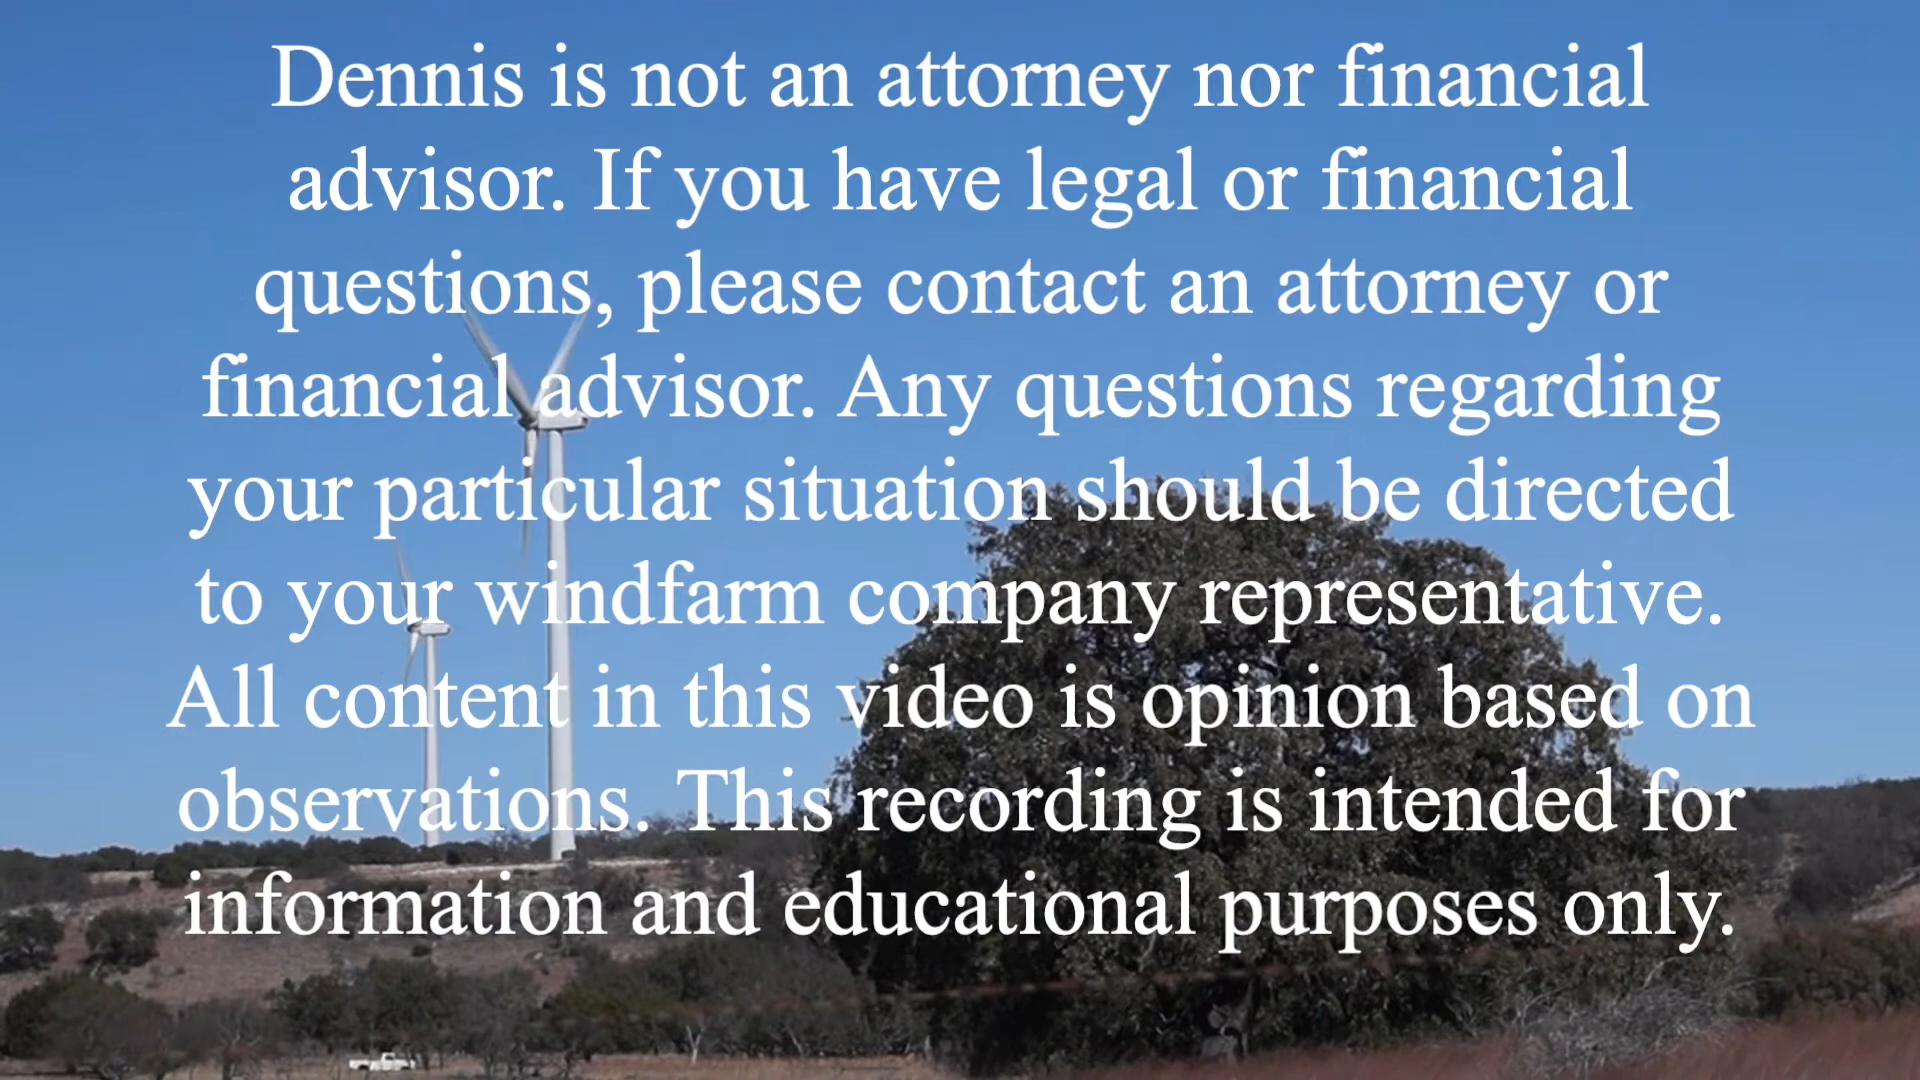 Dennis is not an attorney nor financial
advisor. If you have legal or financial
questions, please contact an attorney or
financial advisor. Any questions regarding
your particular situation should be directed
to your windfarm company representative.
All content in this video is opinion based on
observations. This recording is intended for
information and educational purposes only.